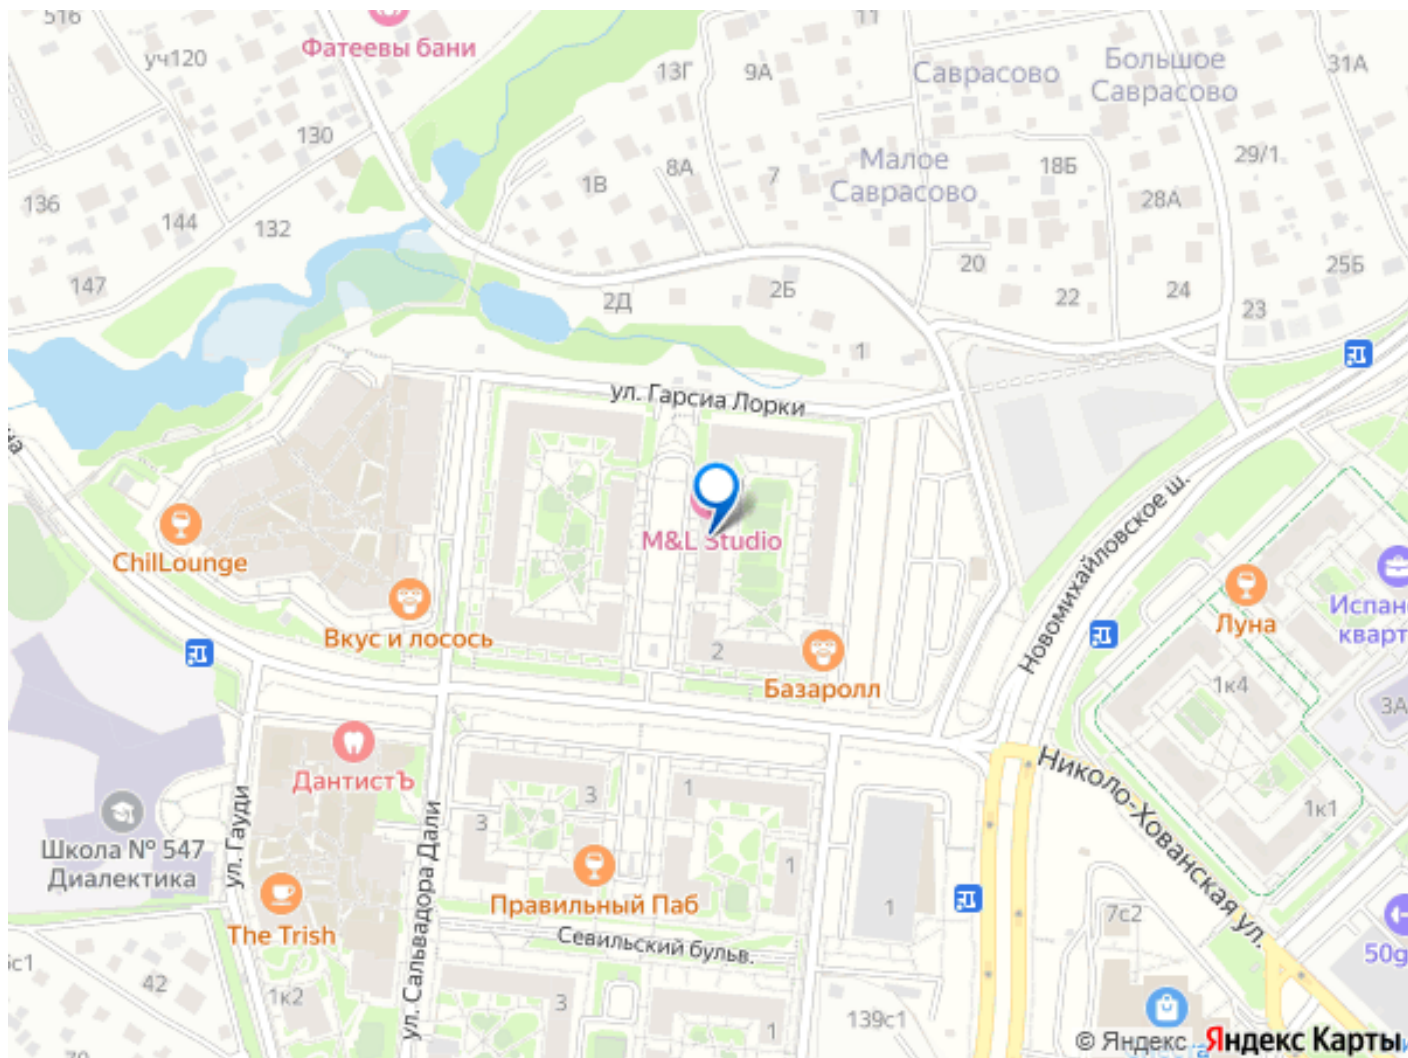 516
уч120
Фатеевы бани
11
13Г
9А
Саврасово
Большое
Саврасово
31А
130
1В
8А
7
Малое
Саврасово
18Б
29/1
28А
136
144
132
147
2Д
2Б
20
22
24
25Б
23
1
ул. Гарсиа Лорки
M&L Studio
ChilLounge
Вкус и лосось
2
Базаролл
Новомихайловское ш.
Луна
Испан
кварт
1к4
3А
ДантистЪ
3
1
3
Николо-Хованская ул.
1к1
Школа № 547
Диалектика
ул. Гауди
ул. Сальвадора Дали
1
Правильный Паб
1
The Trish
Севильский бульв.
7с2
50g
42
1к2
3
1
139с1
© Яндекс Яндекс Карты